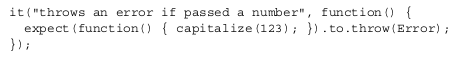 it("throws an error if passed a number", function() {
  expect(function() { capitalize(123); }).to.throw(Error);
});